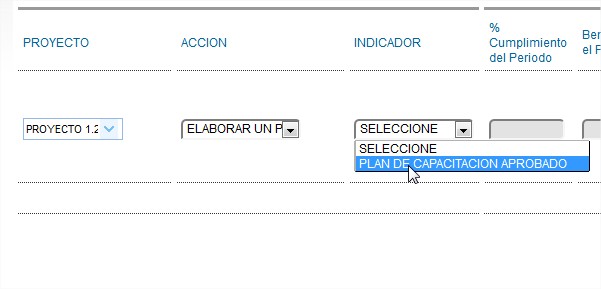 PROYECTO ACCION INDICADOR
%
Cumplimiento
del Periodo
Ben
el P
PROYECTO 1.2
ELABORAR UN P
SELECCIONE
SELECCIONE
PLAN DE CAPACITACION APROBADO